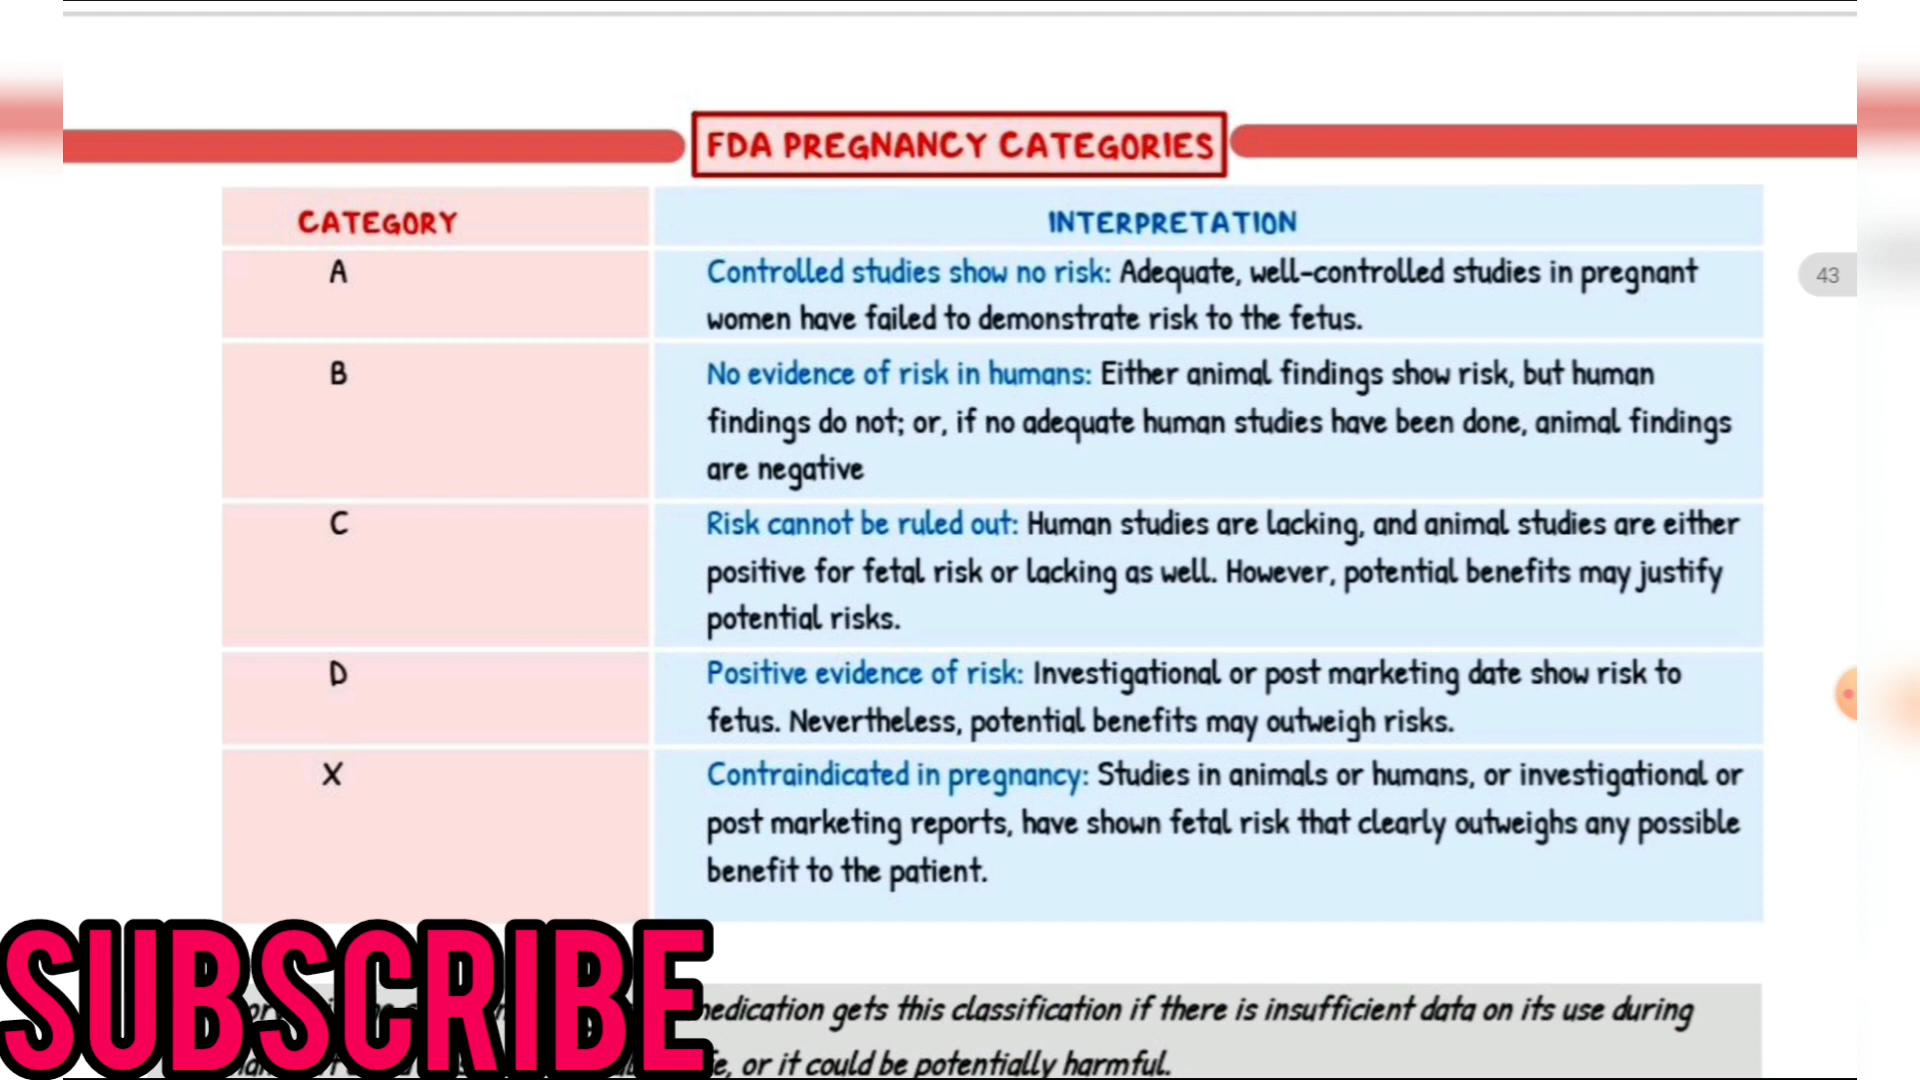 FDA PREGNANCY CATEGORIES
CATEGORY
INTERPRETATION
A
Controlled studies show no risk: Adequate, well-controlled studies in pregnant
women have failed to demonstrate risk to the fetus.
43
B
No evidence of risk in humans: Either animal findings show risk, but human
findings do not; or, if no adequate human studies have been done, animal findings
are negative
C
Risk cannot be ruled out: Human studies are lacking, and animal studies are either
positive for fetal risk or lacking as well. However, potential benefits may justify
potential risks.
D
Positive evidence of risk: Investigational or post marketing date show risk to
fetus. Nevertheless, potential benefits may outweigh risks.
X
Contraindicated in pregnancy: Studies in animals or humans, or investigational or
post marketing reports, have shown fetal risk that clearly outweighs any possible
benefit to the patient.
SUBSCRIBE
gets this classification if there is insufficient data on its use during
or it could be potentially harmful.